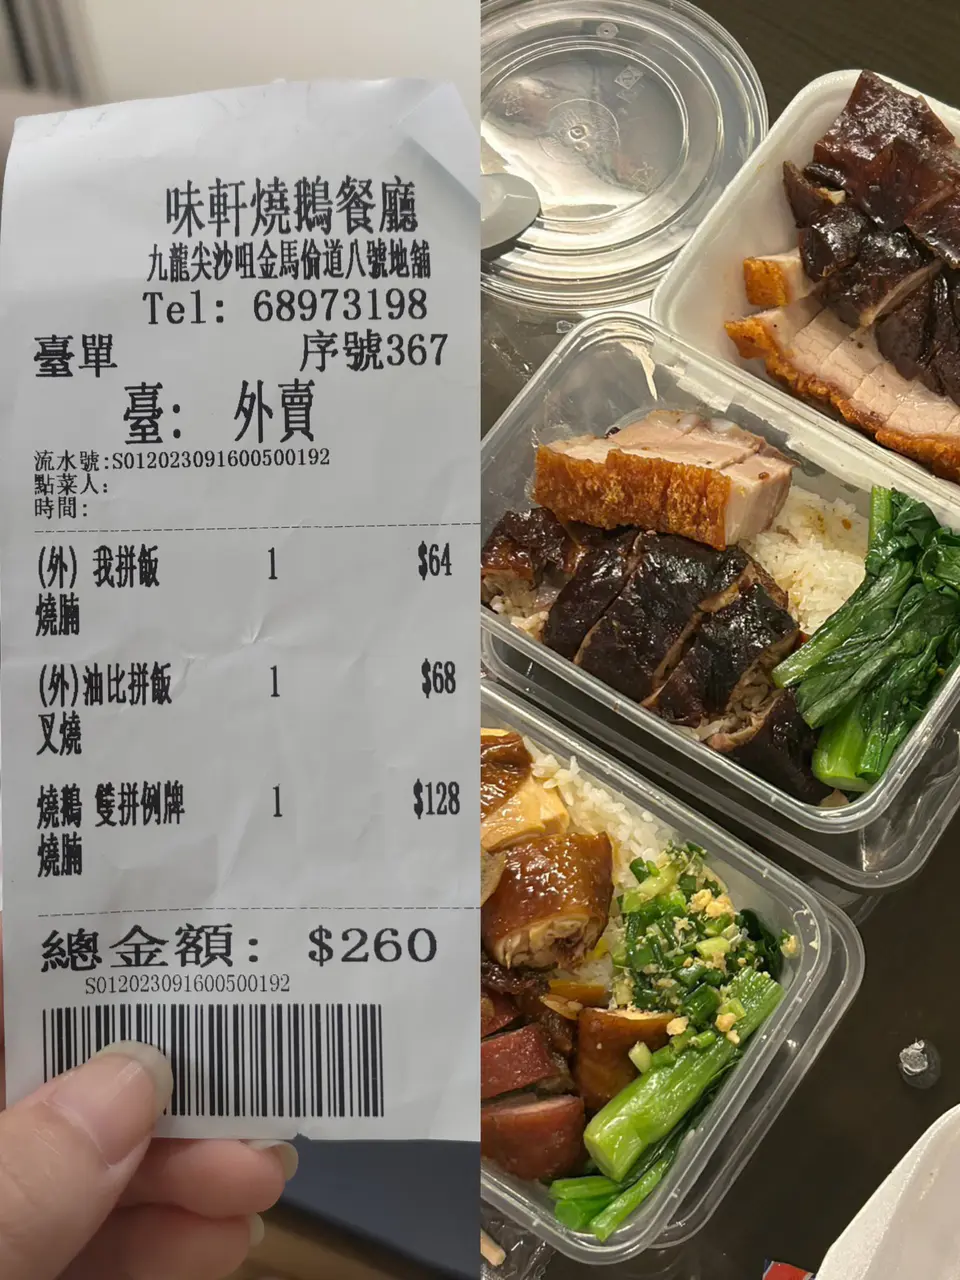 味軒燒鵝餐廳
九龍尖沙咀金馬倫道八號地舖
Tel: 68973198
臺單 序號367
臺: 外賣
流水號:S012023091600500192
點菜人:
時間:
(外) 我拼飯 1 $64
燒腩
(外)油比拼飯 1 $68
叉燒
燒鵝 雙拼例牌 1 $128
燒腩
總金額: $260
S012023091600500192